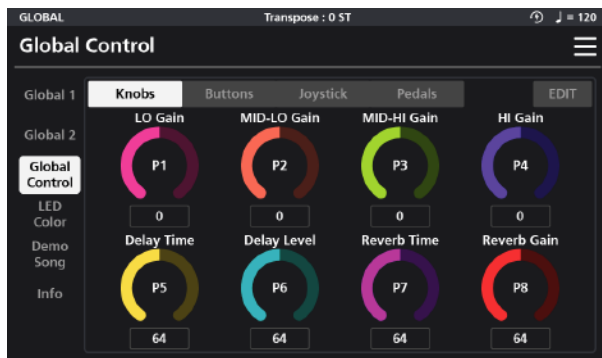 GLOBAL Transpose : 0 ST ♩ = 120
Global Control
Global 1 Knobs Buttons Joystick Pedals EDIT
LO Gain MID-LO Gain MID-HI Gain HI Gain
Global 2
P1 P2 P3 P4
Global
Control
0 0 0 0
LED
Color
Delay Time Delay Level Reverb Time Reverb Gain
Demo
Song
P5 P6 P7 P8
Info
64 64 64 64